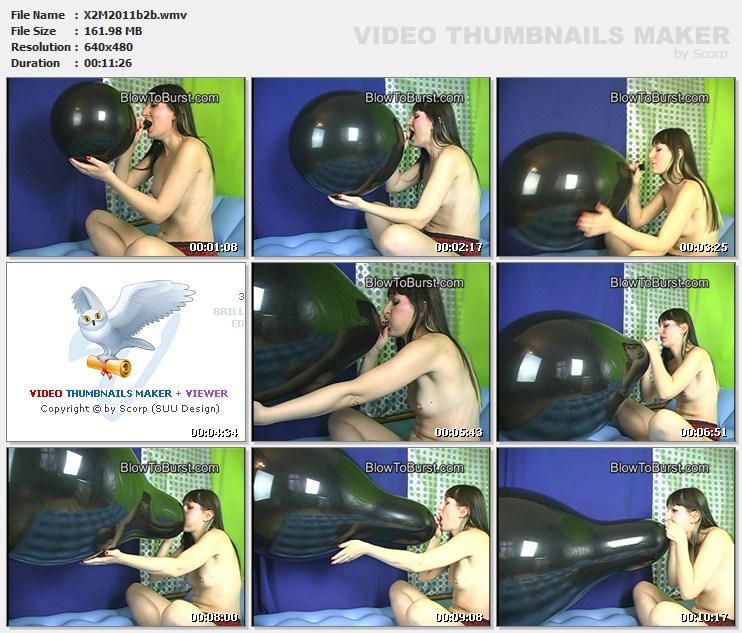 File Name : X2M2011b2b.wmv
File Size : 161.98 MB
Resolution : 640x480
Duration : 00:11:26
VIDEO THUMBNAILS MAKER
by Scorp
BlowToBurst.com
00:01:08
BlowToBurst.com
00:02:17
BlowToBurst.com
00:03:25
3
BRILL
ED
VIDEO THUMBNAILS MAKER + VIEWER
Copyright © by Scorp (SUU Design)
00:04:34
BlowToBurst.com
00:05:43
BlowToBurst.com
00:06:51
BlowToBurst.com
00:08:00
BlowToBurst.com
00:09:08
BlowToBurst.com
00:10:17